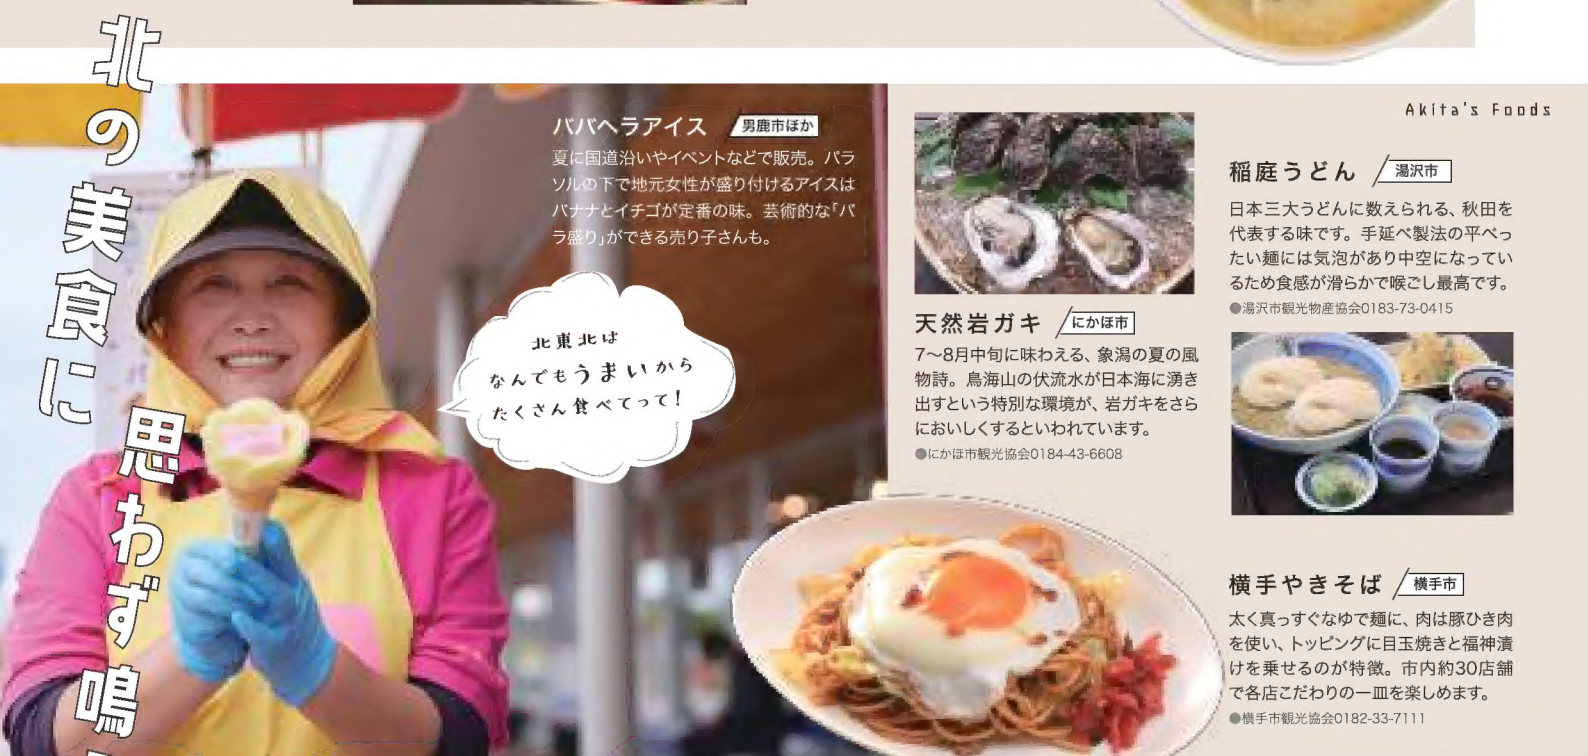 北の美食に
思わず鳴
Akita's Foods
ババヘラアイス 男鹿市ほか
夏に国道沿いやイベントなどで販売。パラ
ソルの下で地元女性が盛り付けるアイスは
バナナとイチゴが定番の味。芸術的な「バ
ラ盛り」ができる売り子さんも。
北東北は
なんでもうまいから
たくさん食べてって!
天然岩ガキ にかほ市
7〜8月中旬に味わえる、象潟の夏の風
物詩。鳥海山の伏流水が日本海に湧き
出すという特別な環境が、岩ガキをさら
においしくするといわれています。
●にかほ市観光協会0184-43-6608
稲庭うどん 湯沢市
日本三大うどんに数えられる、秋田を
代表する味です。手延べ製法の平べっ
たい麺には気泡があり中空になってい
るため食感が滑らかで喉ごし最高です。
●湯沢市観光物産協会0183-73-0415
横手やきそば 横手市
太く真っすぐなゆで麺に、肉は豚ひき肉
を使い、トッピングに目玉焼きと福神漬
けを乗せるのが特徴。市内約30店舗
で各店こだわりの一皿を楽しめます。
●横手市観光協会0182-33-7111